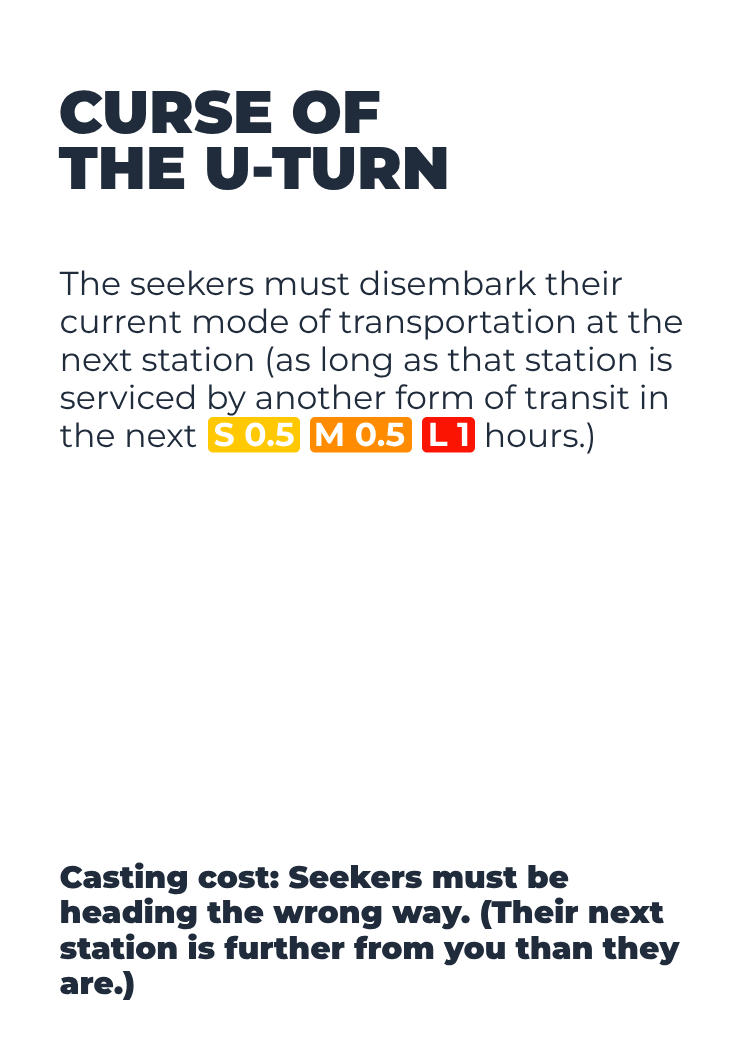 CURSE OF
THE U-TURN
The seekers must disembark their
current mode of transportation at the
next station (as long as that station is
serviced by another form of transit in
the next S 0.5 M 0.5 L 1 hours.)
Casting cost: Seekers must be
heading the wrong way. (Their next
station is further from you than they
are.)